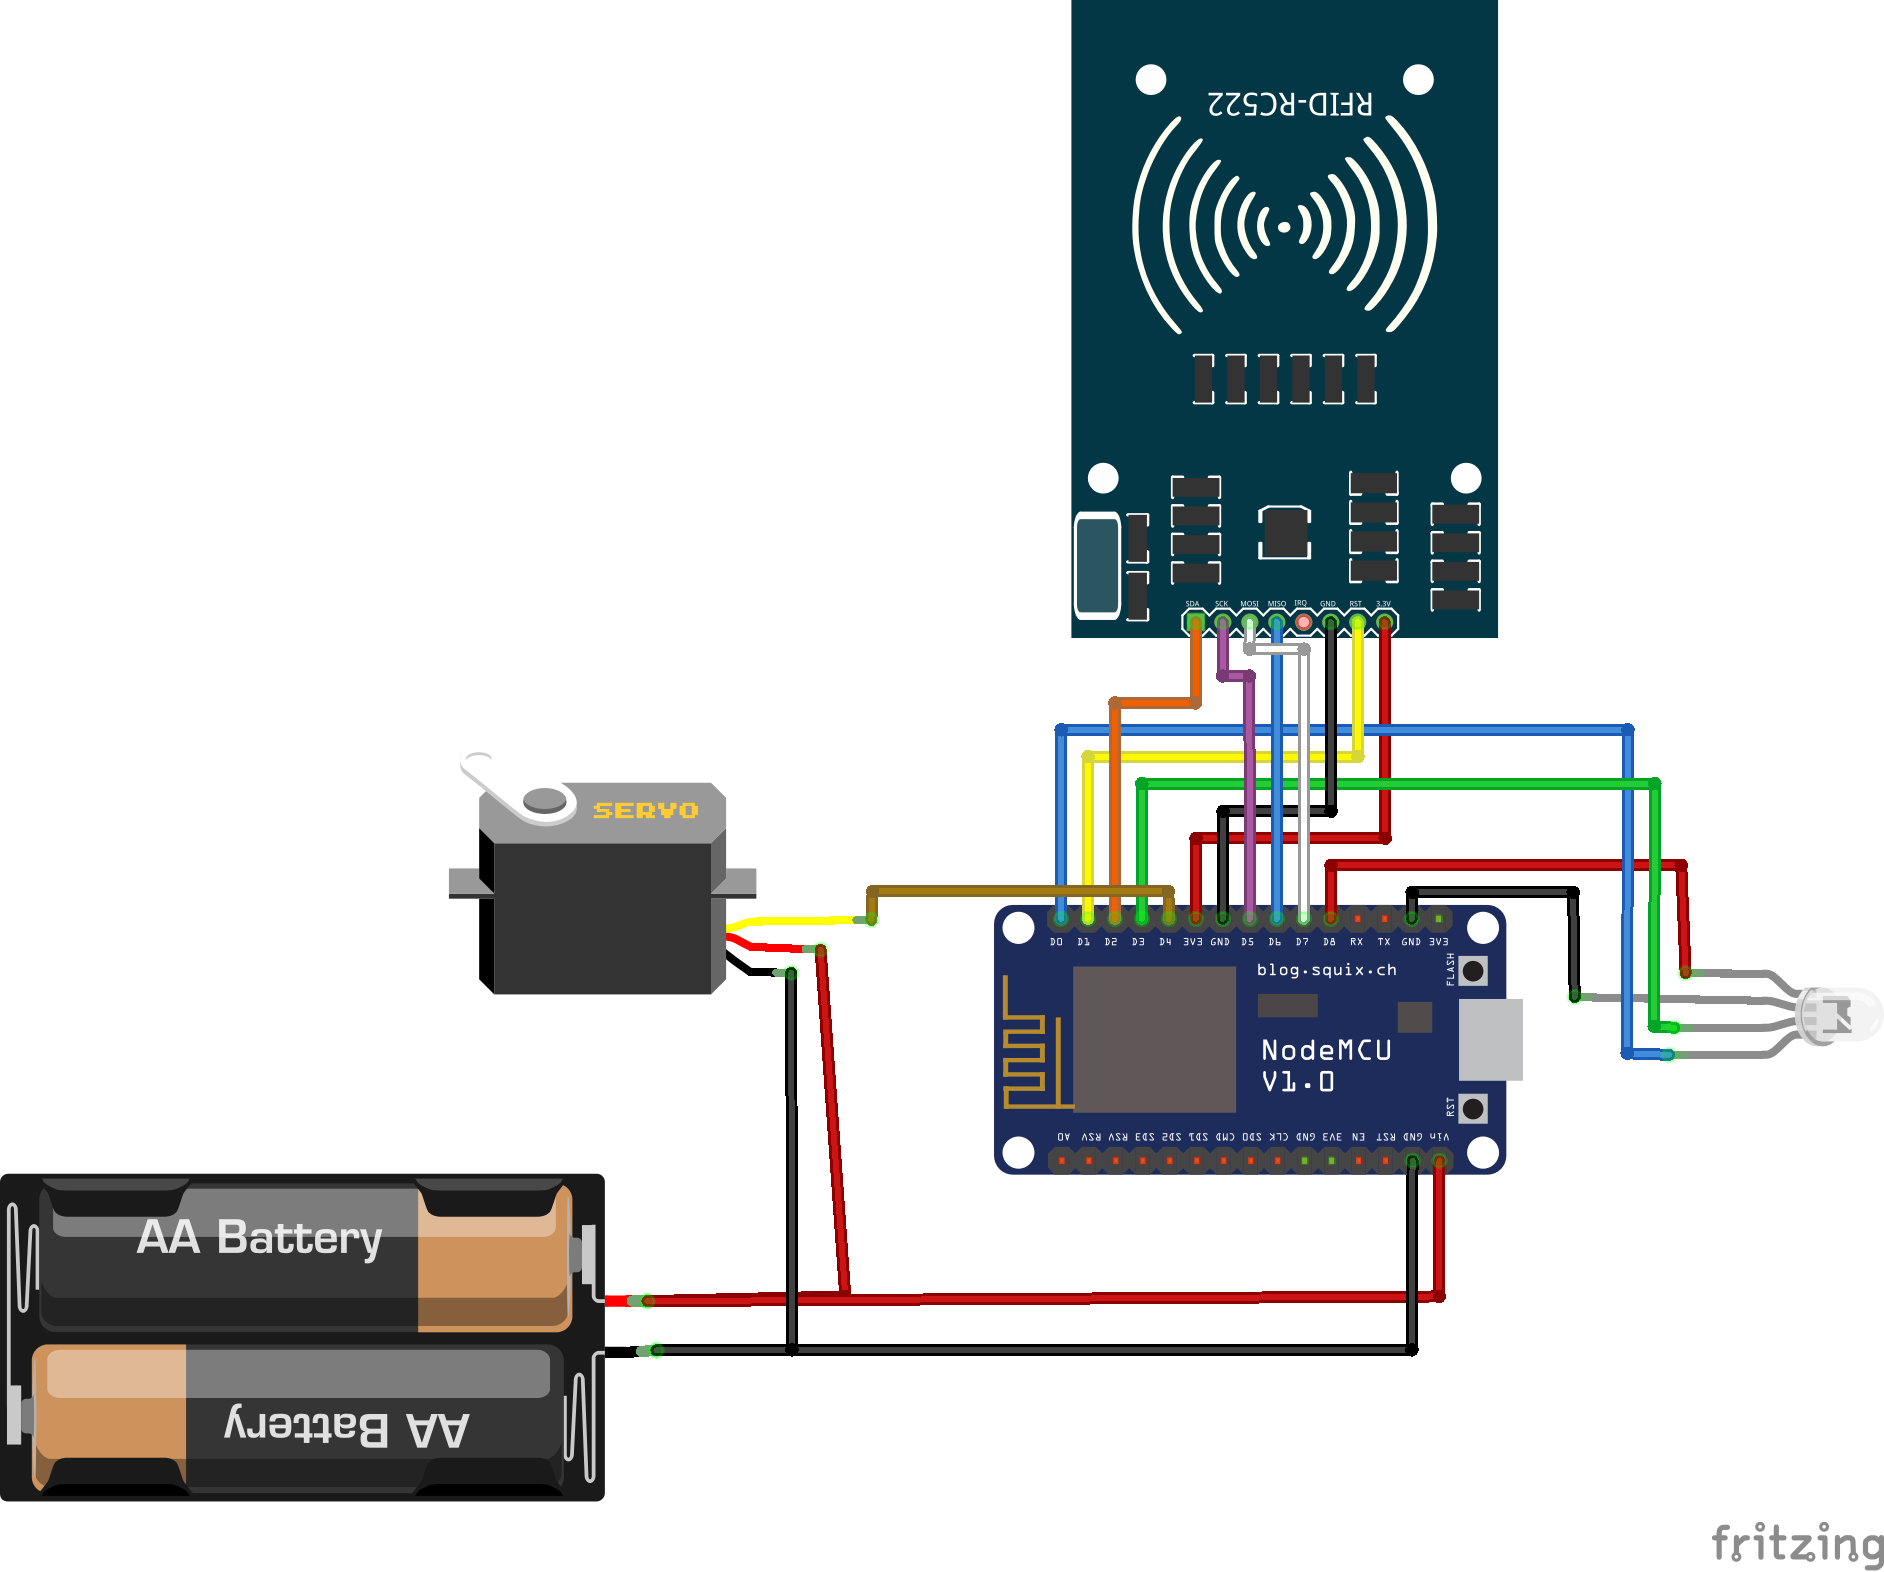 RFID-RC522
SDA SCK MOSI MISO IRQ GND RST 3.3V
SERVO
D0 D1 D2 D3 D4 3V3 GND D5 D6 D7 D8 RX TX GND 3V3
blog.squix.ch
FLASH
NodeMCU
V1.0
RST
A0 RSV RSV SD3 SD2 SD1 CMD SD0 CLK GND 3V3 EN RST GND Vin
AA Battery
AA Battery
fritzing